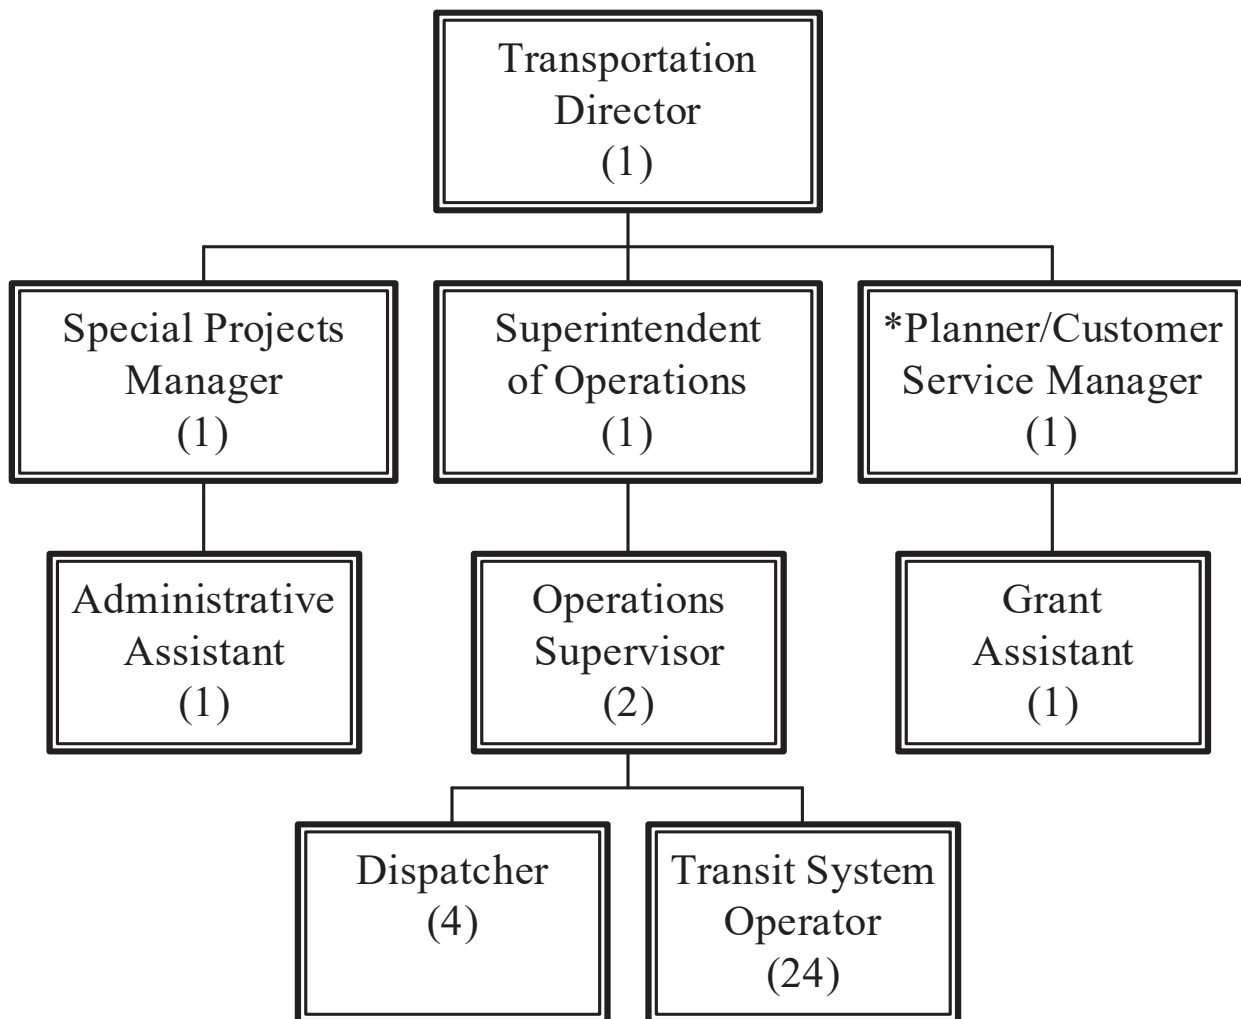 Transportation
Director
(1)
Special Projects
Manager
(1)
Superintendent
of Operations
(1)
*Planner/Customer
Service Manager
(1)
Administrative
Assistant
(1)
Operations
Supervisor
(2)
Grant
Assistant
(1)
Dispatcher
(4)
Transit System
Operator
(24)